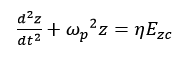 d²z/dt² + ωₚ²z = ηE_zc